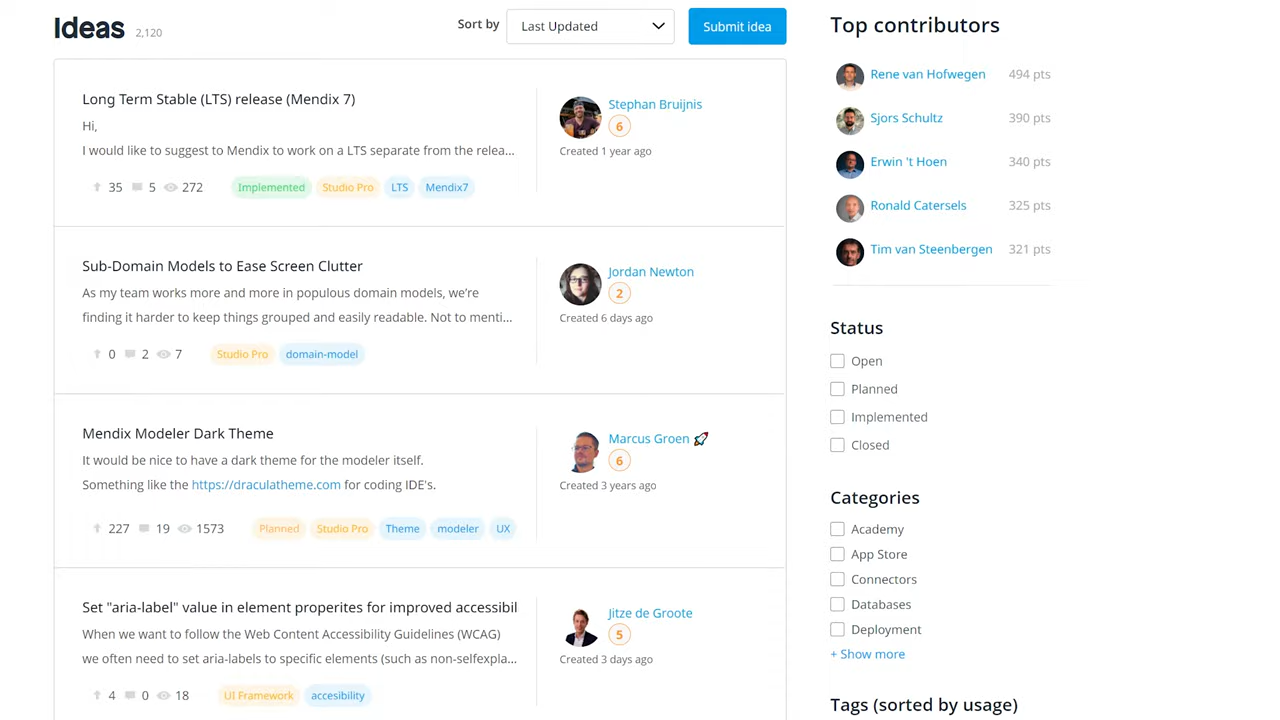 Ideas 2,120
Sort by Last Updated Submit idea
Long Term Stable (LTS) release (Mendix 7)
Hi,
I would like to suggest to Mendix to work on a LTS separate from the relea...
35 5 272 Implemented Studio Pro LTS Mendix7
Stephan Bruijnis
6
Created 1 year ago
Sub-Domain Models to Ease Screen Clutter
As my team works more and more in populous domain models, we’re
finding it harder to keep things grouped and easily readable. Not to menti...
0 2 7 Studio Pro domain-model
Jordan Newton
2
Created 6 days ago
Mendix Modeler Dark Theme
It would be nice to have a dark theme for the modeler itself.
Something like the https://draculatheme.com for coding IDE's.
227 19 1573 Planned Studio Pro Theme modeler UX
Marcus Groen 🚀
6
Created 3 years ago
Set "aria-label" value in element properites for improved accessibil
When we want to follow the Web Content Accessibility Guidelines (WCAG)
we often need to set aria-labels to specific elements (such as non-selfexpla...
4 0 18 UI Framework accesibility
Jitze de Groote
5
Created 3 days ago
Top contributors
Rene van Hofwegen 494 pts
Sjors Schultz 390 pts
Erwin 't Hoen 340 pts
Ronald Catersels 325 pts
Tim van Steenbergen 321 pts
Status
Open
Planned
Implemented
Closed
Categories
Academy
App Store
Connectors
Databases
Deployment
+ Show more
Tags (sorted by usage)